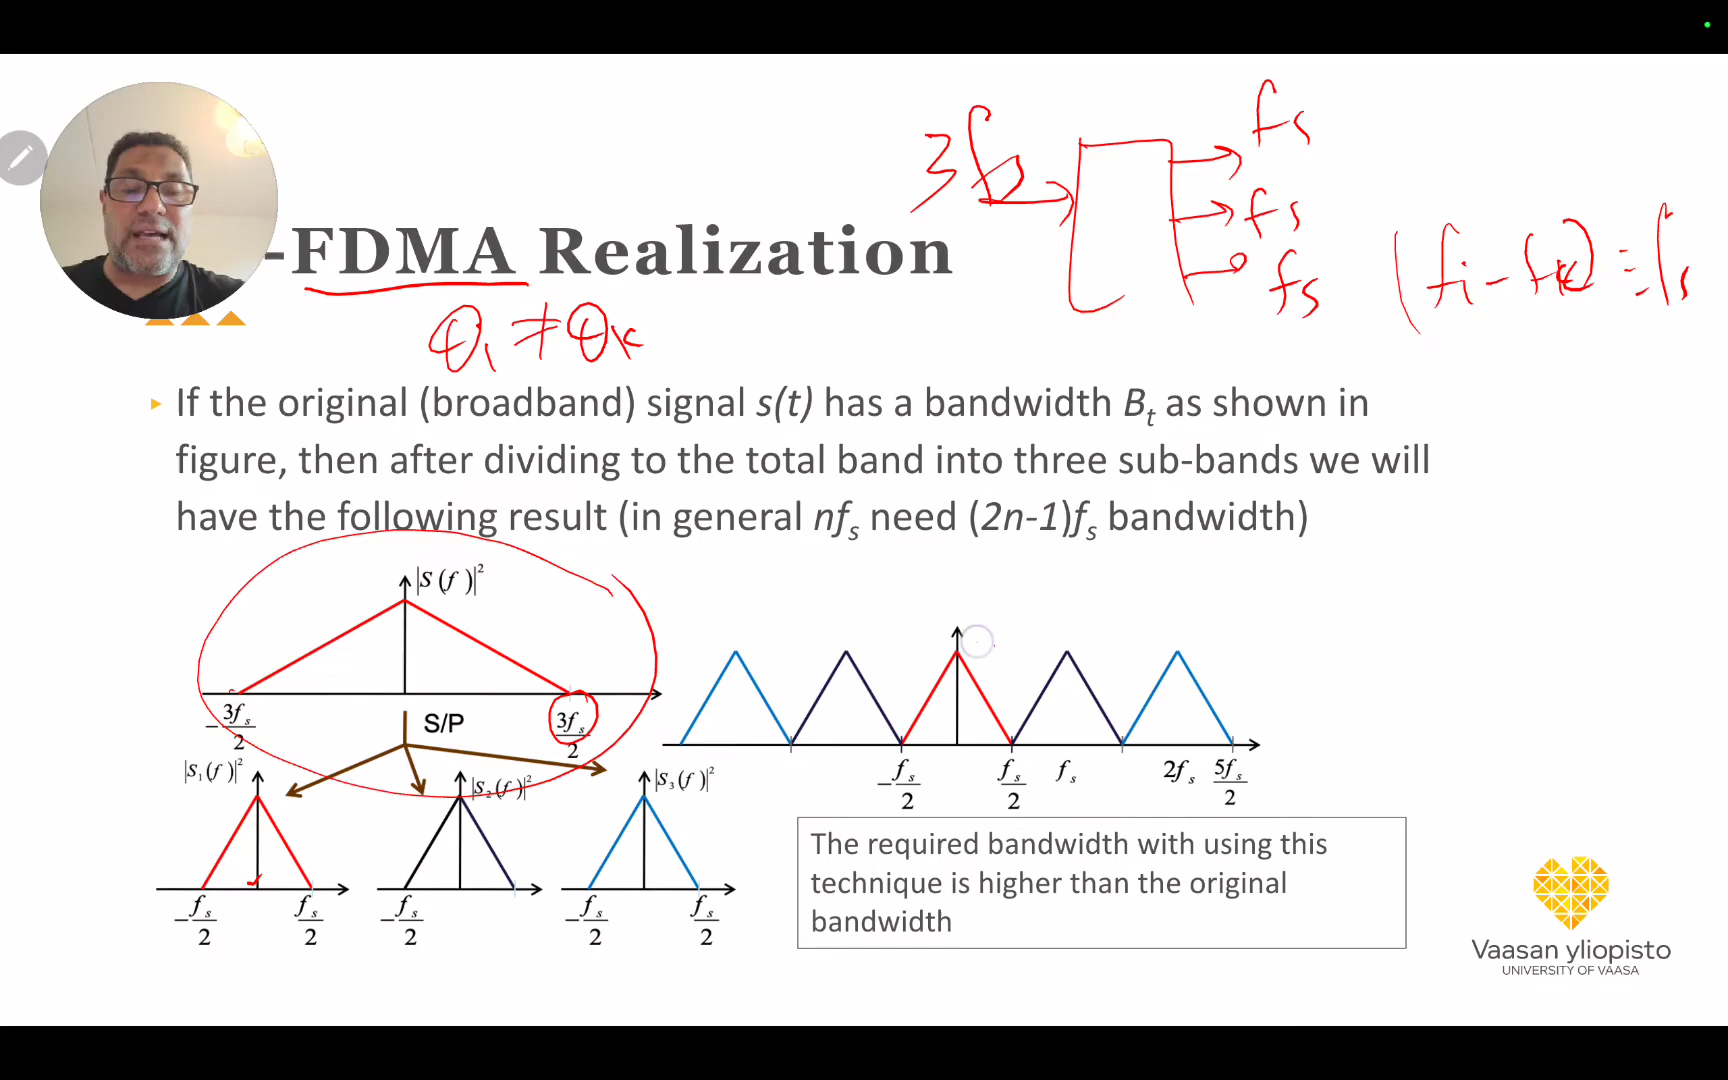 3fs
fs
fs
fs
(fi - fk) = fs
-FDMA Realization
θi ≠ θk
If the original (broadband) signal s(t) has a bandwidth Bt as shown in
figure, then after dividing to the total band into three sub-bands we will
have the following result (in general nfs need (2n-1)fs bandwidth)
|S(f)|²
-3fs/2
S/P
3fs/2
|S₁(f)|²
|S₂(f)|²
|S₃(f)|²
-fs/2
fs/2
-fs/2
-fs/2
fs/2
-fs/2
fs/2
fs
2fs
5fs/2
The required bandwidth with using this
technique is higher than the original
bandwidth
Vaasan yliopisto
UNIVERSITY OF VAASA